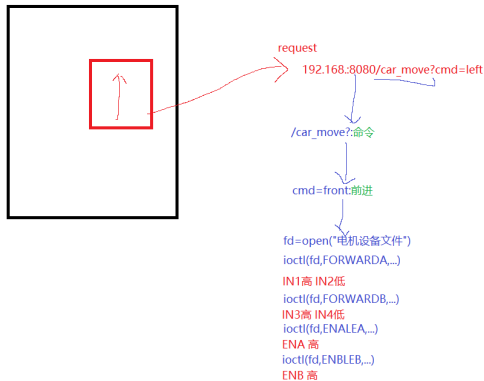 request
192.168.:8080/car_move?cmd=left
/car_move?:命令
cmd=front:前进
fd=open("电机设备文件")
ioctl(fd,FORWARDA,...)
IN1高 IN2低
ioctl(fd,FORWARDB,...)
IN3高 IN4低
ioctl(fd,ENALEA,...)
ENA 高
ioctl(fd,ENBLEB,...)
ENB 高